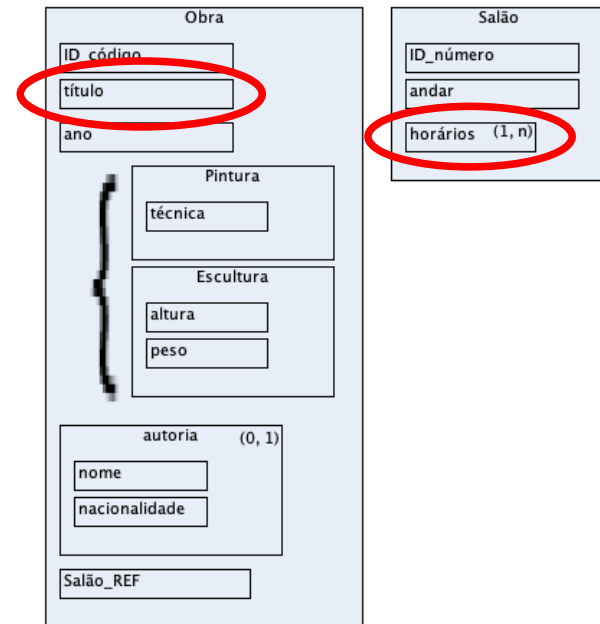 Obra
ID_código
título
ano
Pintura
técnica
Escultura
altura
peso
autoria (0, 1)
nome
nacionalidade
Salão_REF
Salão
ID_número
andar
horários (1, n)